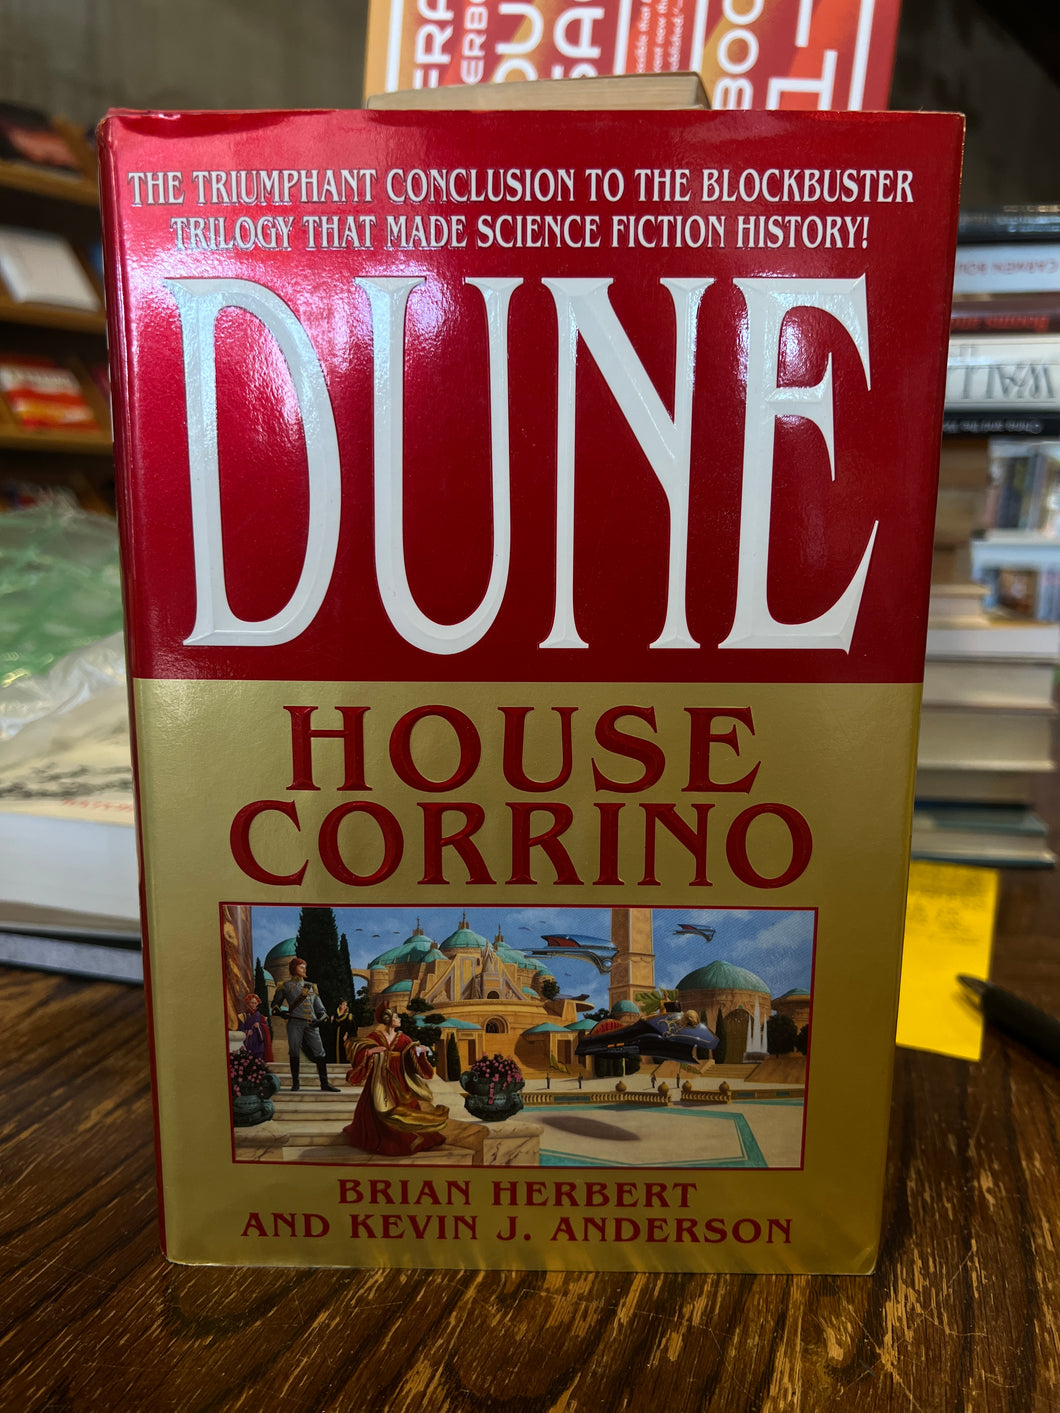 THE TRIUMPHANT CONCLUSION TO THE BLOCKBUSTER
TRILOGY THAT MADE SCIENCE FICTION HISTORY!
DUNE
HOUSE
CORRINO
BRIAN HERBERT
AND KEVIN J. ANDERSON